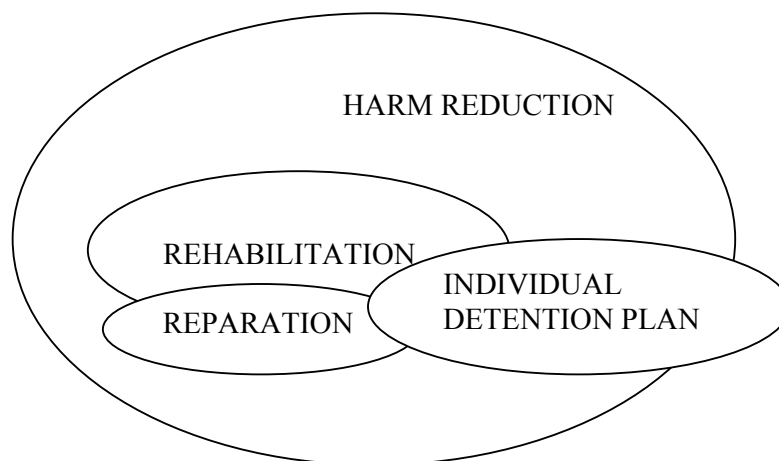 HARM REDUCTION
REHABILITATION
REPARATION
INDIVIDUAL
DETENTION PLAN